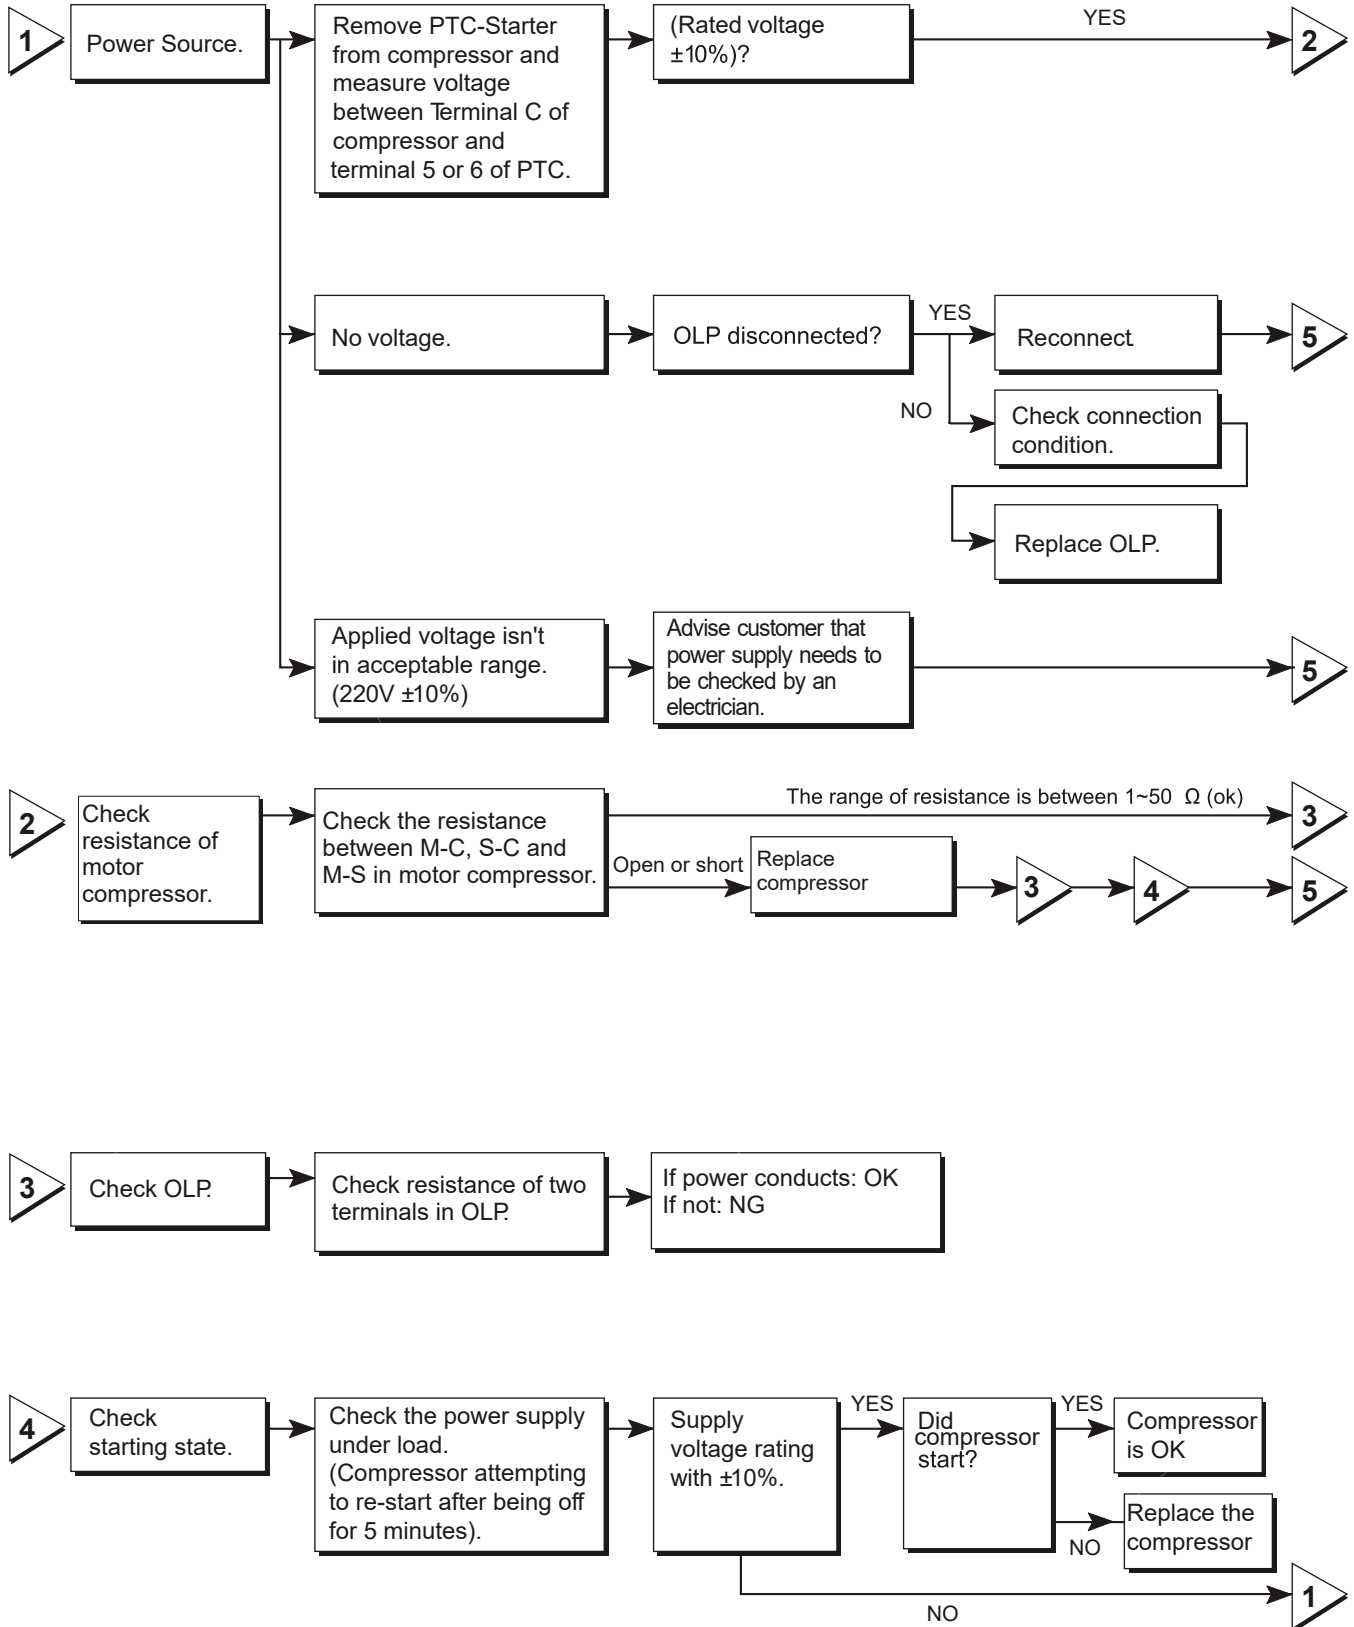 1
Power Source.
Remove PTC-Starter
from compressor and
measure voltage
between Terminal C of
compressor and
terminal 5 or 6 of PTC.
(Rated voltage
±10%)?
YES
2
No voltage.
OLP disconnected?
YES
Reconnect.
5
NO
Check connection
condition.
Replace OLP.
Applied voltage isn't
in acceptable range.
(220V ±10%)
Advise customer that
power supply needs to
be checked by an
electrician.
5
2
Check
resistance of
motor
compressor.
Check the resistance
between M-C, S-C and
M-S in motor compressor.
The range of resistance is between 1~50 Ω (ok)
3
Open or short
Replace
compressor
3
4
5
3
Check OLP.
Check resistance of two
terminals in OLP.
If power conducts: OK
If not: NG
4
Check
starting state.
Check the power supply
under load.
(Compressor attempting
to re-start after being off
for 5 minutes).
Supply
voltage rating
with ±10%.
YES
Did
compressor
start?
YES
Compressor
is OK
NO
Replace the
compressor
NO
1